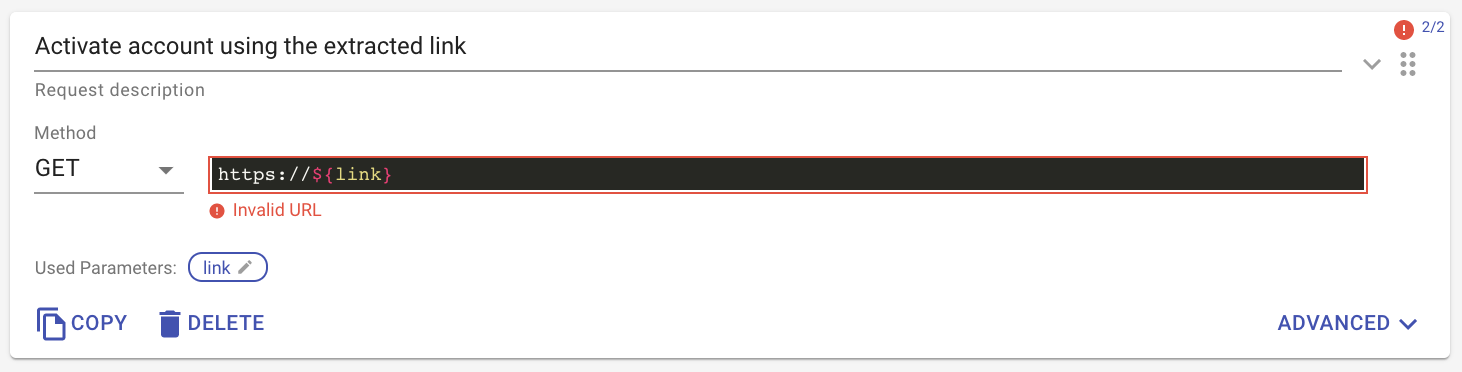 Activate account using the extracted link
2/2
Request description
Method
GET
https://${link}
Invalid URL
Used Parameters: link
COPY DELETE ADVANCED